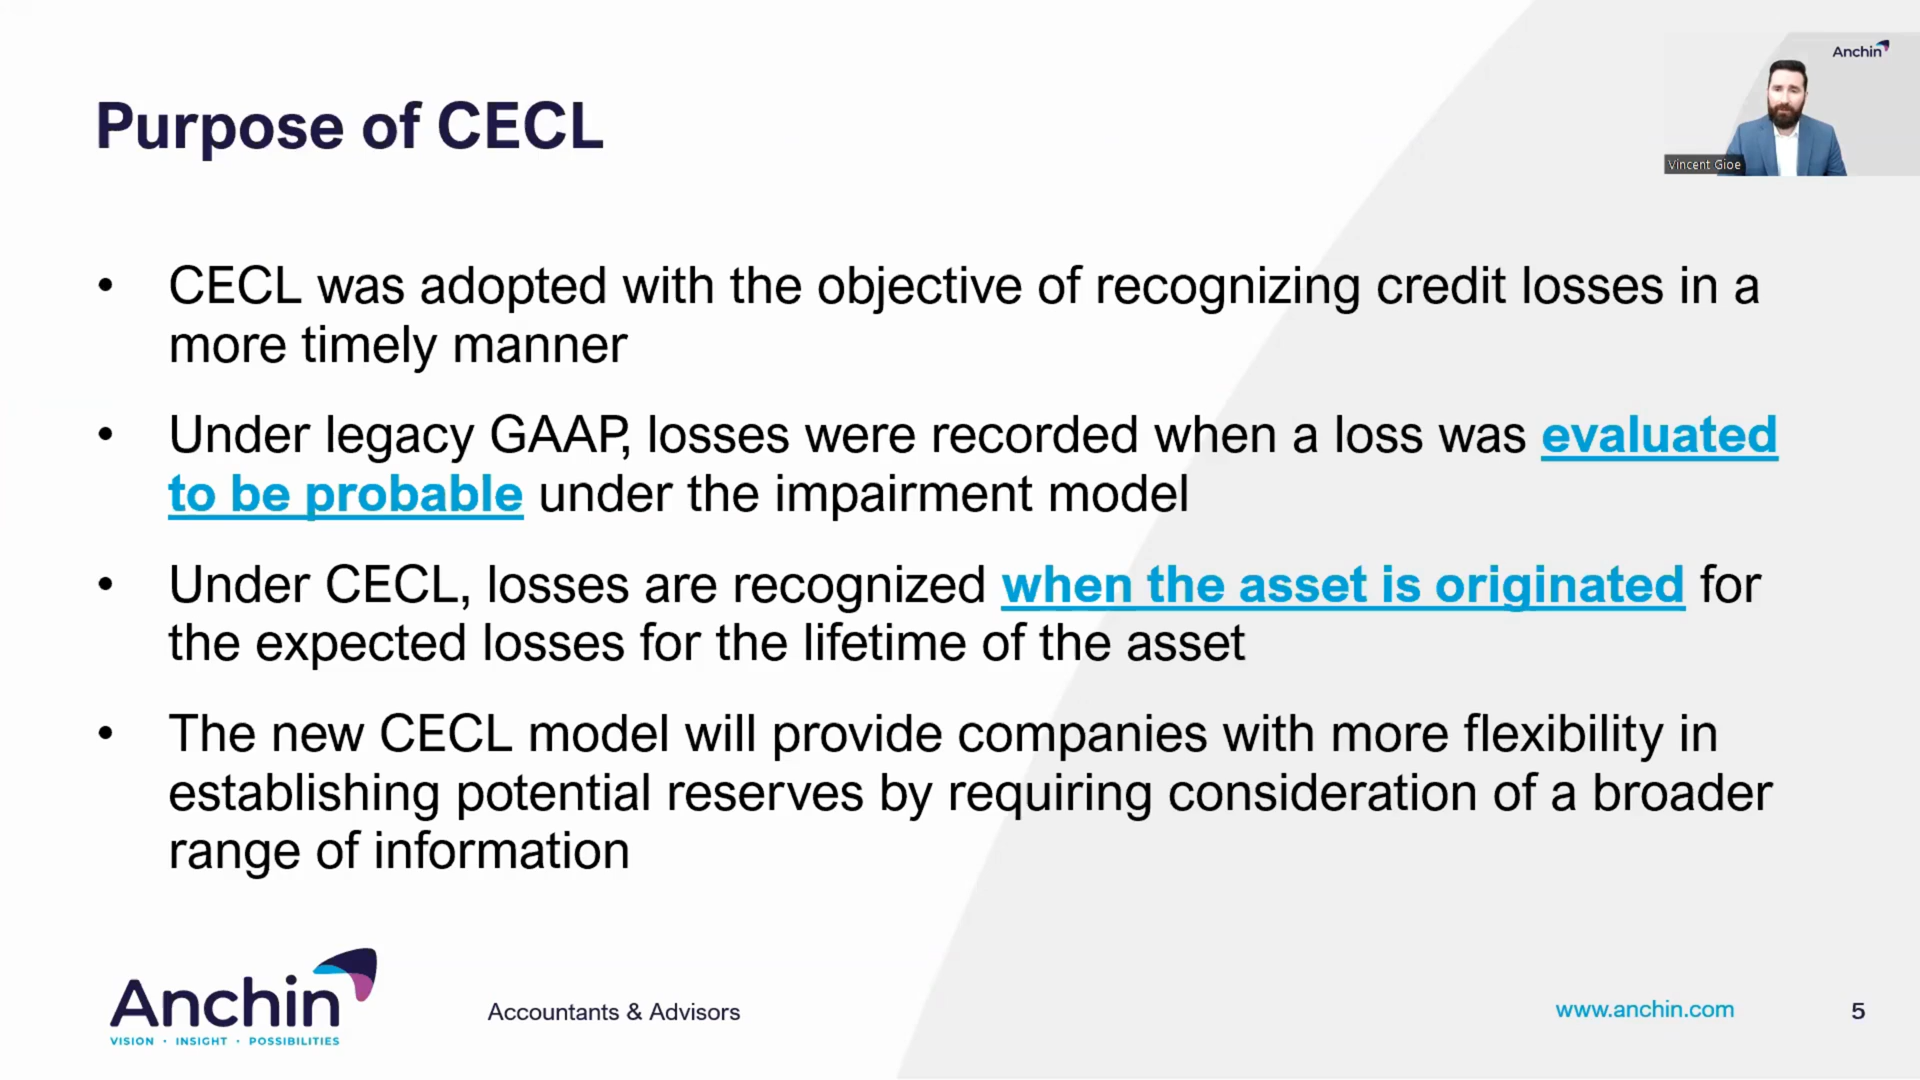 Purpose of CECL
Anchin
Vincent Gioe
• CECL was adopted with the objective of recognizing credit losses in a
more timely manner
• Under legacy GAAP, losses were recorded when a loss was evaluated
to be probable under the impairment model
• Under CECL, losses are recognized when the asset is originated for
the expected losses for the lifetime of the asset
• The new CECL model will provide companies with more flexibility in
establishing potential reserves by requiring consideration of a broader
range of information
Anchin
VISION · INSIGHT · POSSIBILITIES
Accountants & Advisors
www.anchin.com
5